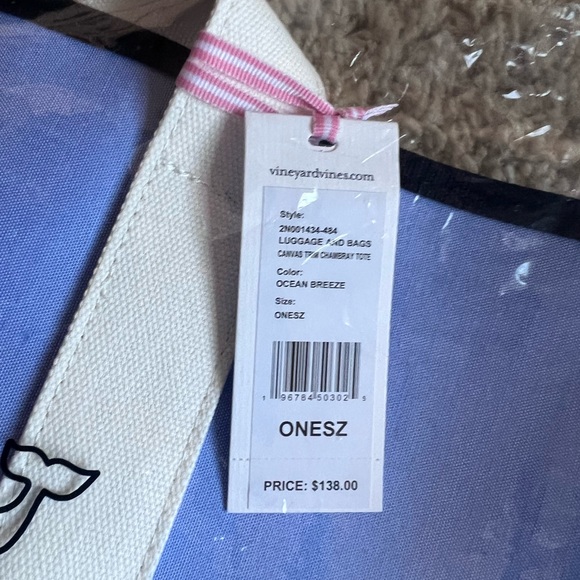 vineyardvines.com
Style:
2N001434-484
LUGGAGE AND BAGS
CANVAS TRIM CHAMBRAY TOTE
Color:
OCEAN BREEZE
Size:
ONESZ
1 96784 50302 5
ONESZ
PRICE: $138.00